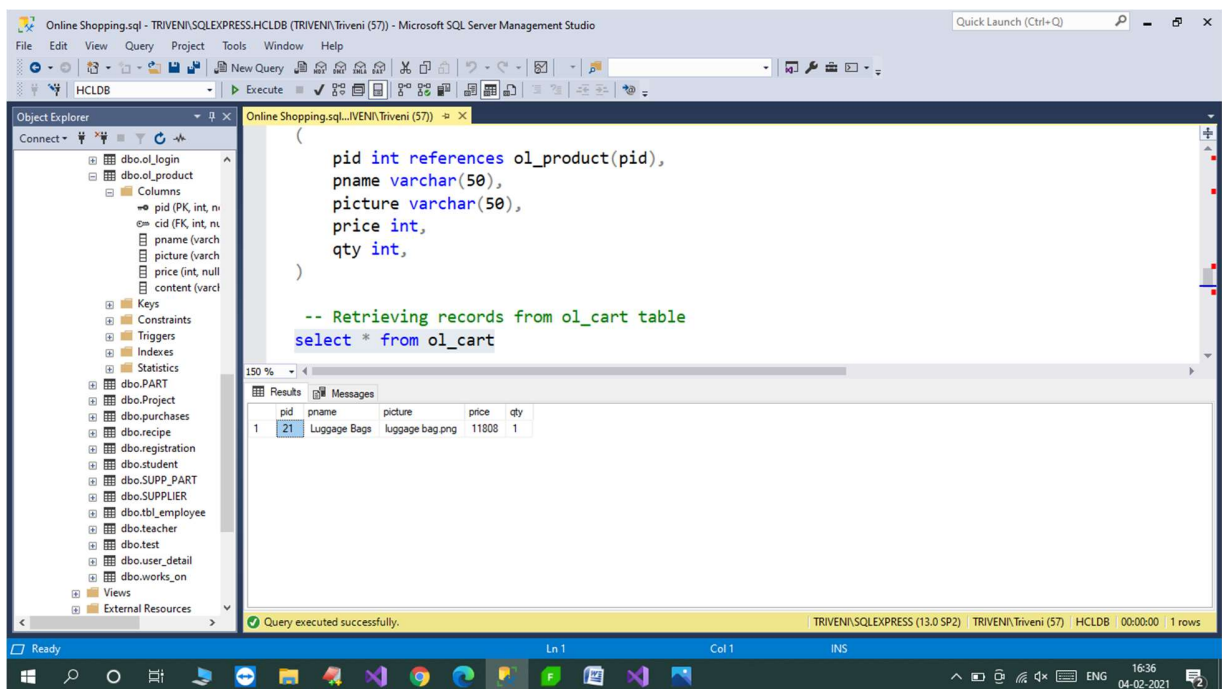 Online Shopping.sql - TRIVENI\SQLEXPRESS.HCLDB (TRIVENI\Triveni (57)) - Microsoft SQL Server Management Studio
Quick Launch (Ctrl+Q)
File Edit View Query Project Tools Window Help
New Query
HCLDB
Execute
Object Explorer
Online Shopping.sql...IVENI\Triveni (57))
Connect
dbo.ol_login
dbo.ol_product
Columns
pid (PK, int, n
cid (FK, int, nu
pname (varch
picture (varch
price (int, null
content (varch
Keys
Constraints
Triggers
Indexes
Statistics
dbo.PART
dbo.Project
dbo.purchases
dbo.recipe
dbo.registration
dbo.student
dbo.SUPP_PART
dbo.SUPPLIER
dbo.tbl_employee
dbo.teacher
dbo.test
dbo.user_detail
dbo.works_on
Views
External Resources
(
pid int references ol_product(pid),
pname varchar(50),
picture varchar(50),
price int,
qty int,
)
-- Retrieving records from ol_cart table
select * from ol_cart
150 %
Results Messages
pid pname picture price qty
1 21 Luggage Bags luggage bag.png 11808 1
Query executed successfully.
TRIVENI\SQLEXPRESS (13.0 SP2) TRIVENI\Triveni (57) HCLDB 00:00:00 1 rows
Ready Ln 1 Col 1 INS
ENG
16:36
04-02-2021